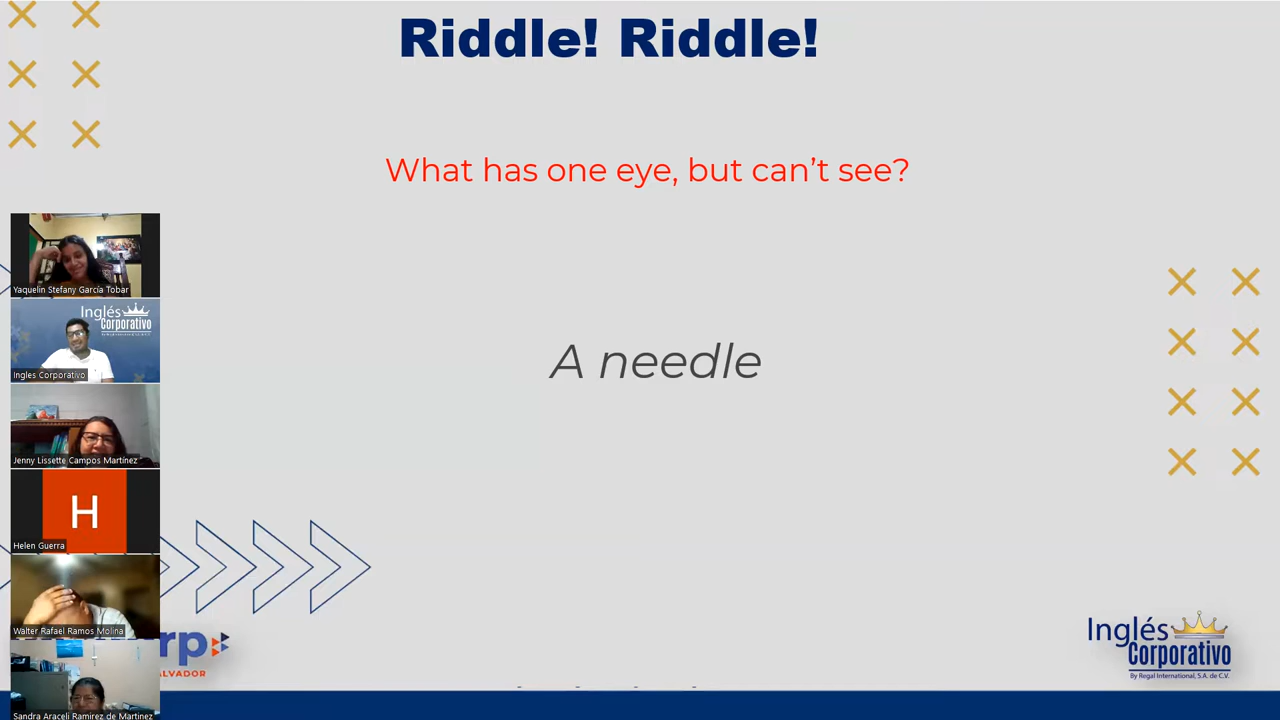 Riddle! Riddle!
What has one eye, but can't see?
A needle
Yaquelin Stefany García Tobar
Inglés
Corporativo
Ingles Corporativo
Jenny Lissette Campos Martínez
H
Helen Guerra
Walter Rafael Ramos Molina
Sandra Araceli Ramirez de Martinez
rp
ALVADOR
Inglés
Corporativo
By Regal International, S.A. de C.V.